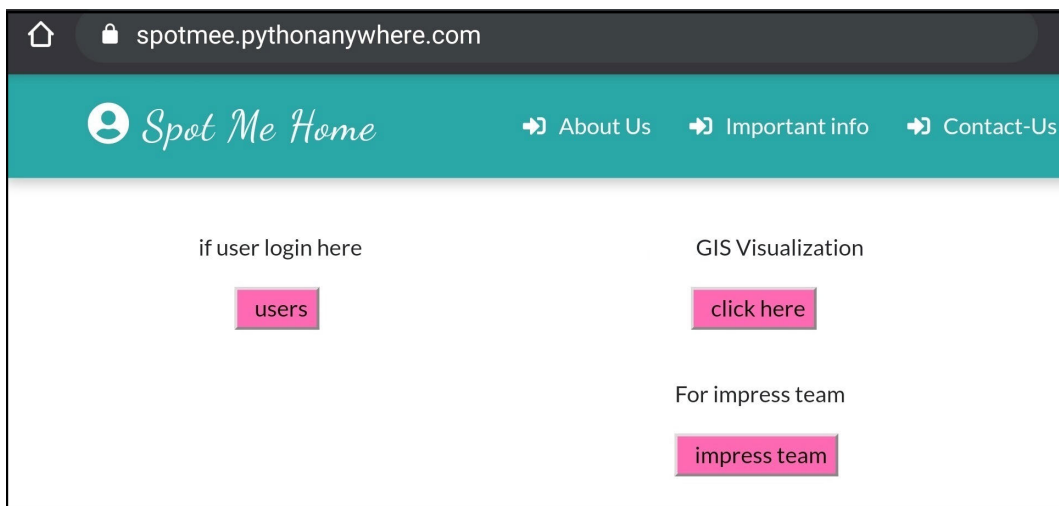 spotmee.pythonanywhere.com
Spot Me Home
About Us
Important info
Contact-Us
if user login here
users
GIS Visualization
click here
For impress team
impress team